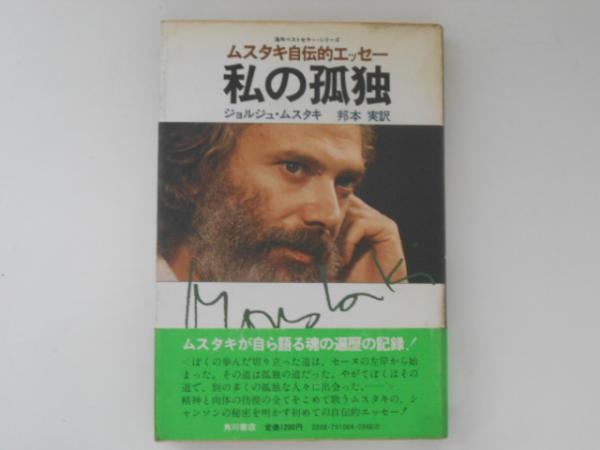 海外ベストセラー・シリーズ
ムスタキ自伝的エッセー
私の孤独
ジョルジュ・ムスタキ 邦本 実訳
Moustaki
ムスタキが自ら語る魂の遍歴の記録!
<ぼくの歩んだ切り立った道は、セーヌの左岸から始
まった。その道は孤独の道だった。やがてぼくはその
道で、別の多くの孤独な人々に出会った。──>
精神と肉体の彷徨の全てをこめて歌うムスタキの、シ
ャンソンの秘密を明かす初めての自伝的エッセー!
角川書店 定価1200円